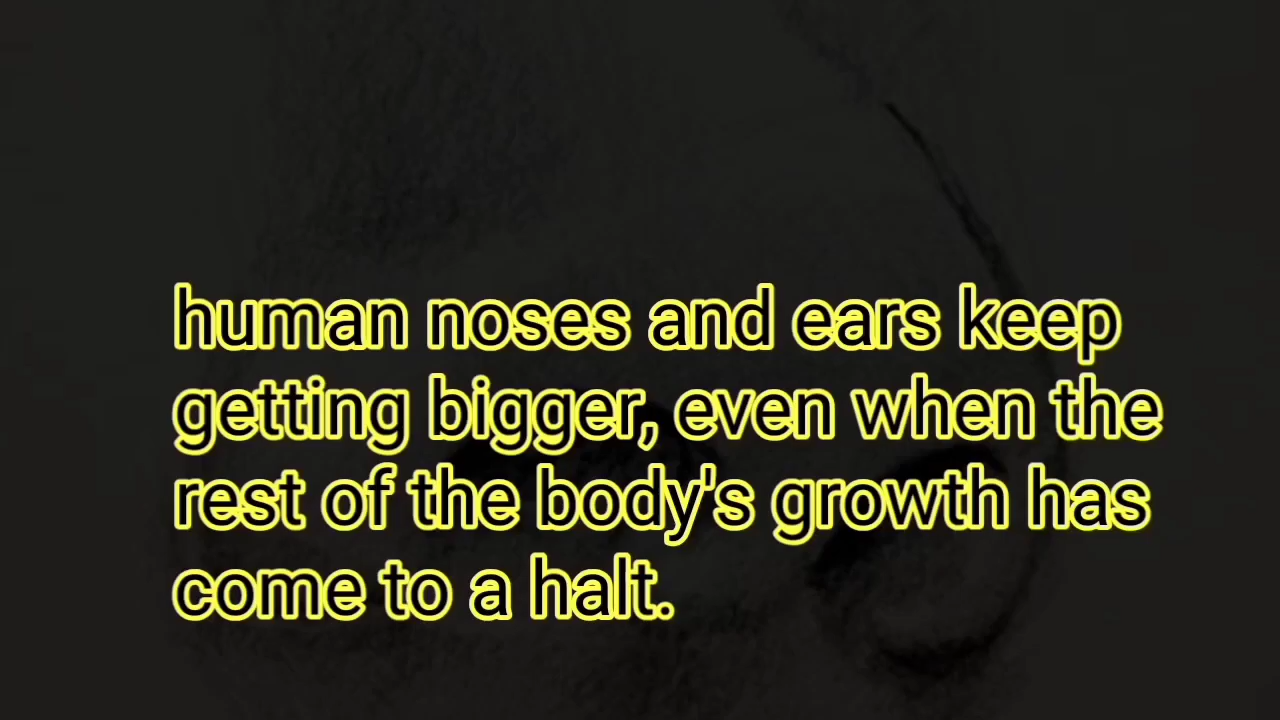 human noses and ears keep
getting bigger, even when the
rest of the body's growth has
come to a halt.